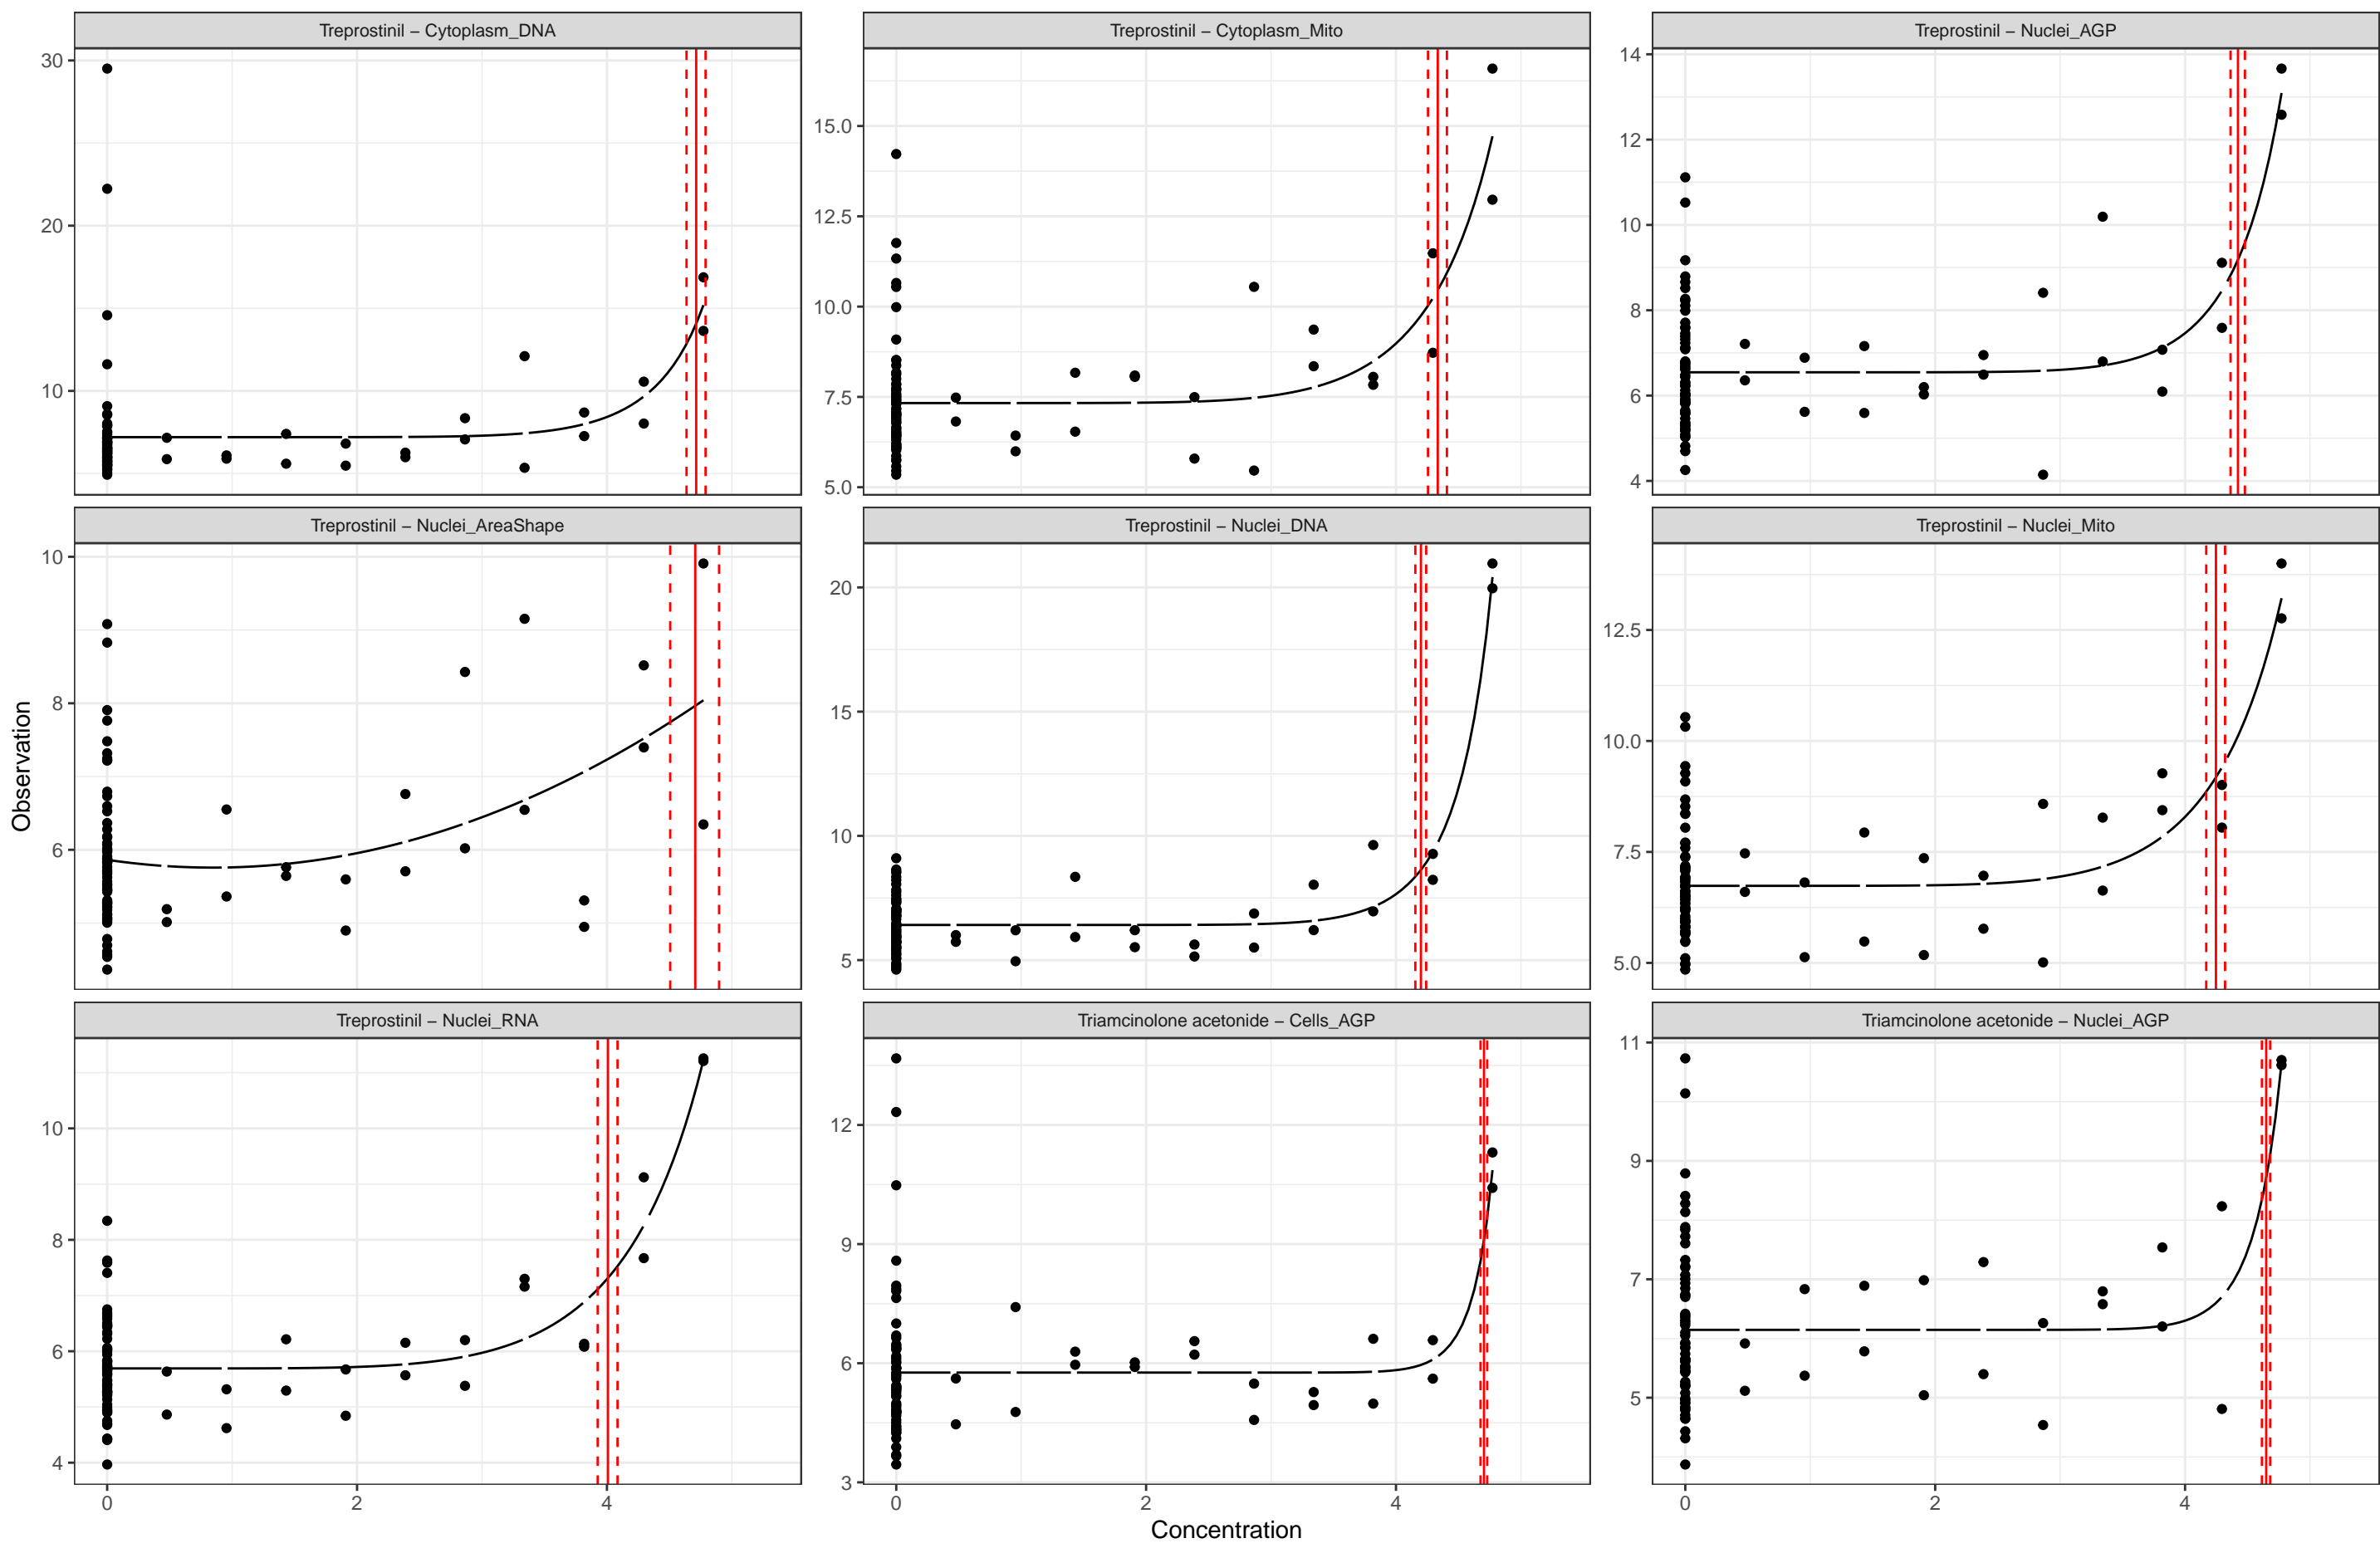 Treprostinil – Cytoplasm_DNA
Treprostinil – Cytoplasm_Mito
Treprostinil – Nuclei_AGP
30
20
10
15.0
12.5
10.0
7.5
5.0
14
12
10
8
6
4
Treprostinil – Nuclei_AreaShape
Treprostinil – Nuclei_DNA
Treprostinil – Nuclei_Mito
10
8
6
20
15
10
5
12.5
10.0
7.5
5.0
Observation
Treprostinil – Nuclei_RNA
Triamcinolone acetonide – Cells_AGP
Triamcinolone acetonide – Nuclei_AGP
10
8
6
4
12
9
6
3
11
9
7
5
0 2 4
0 2 4
0 2 4
Concentration